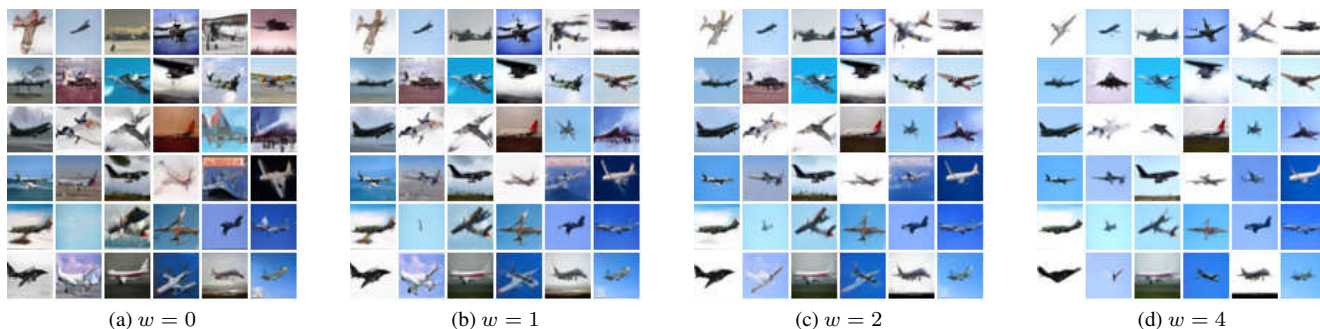 (a) w = 0
(b) w = 1
(c) w = 2
(d) w = 4